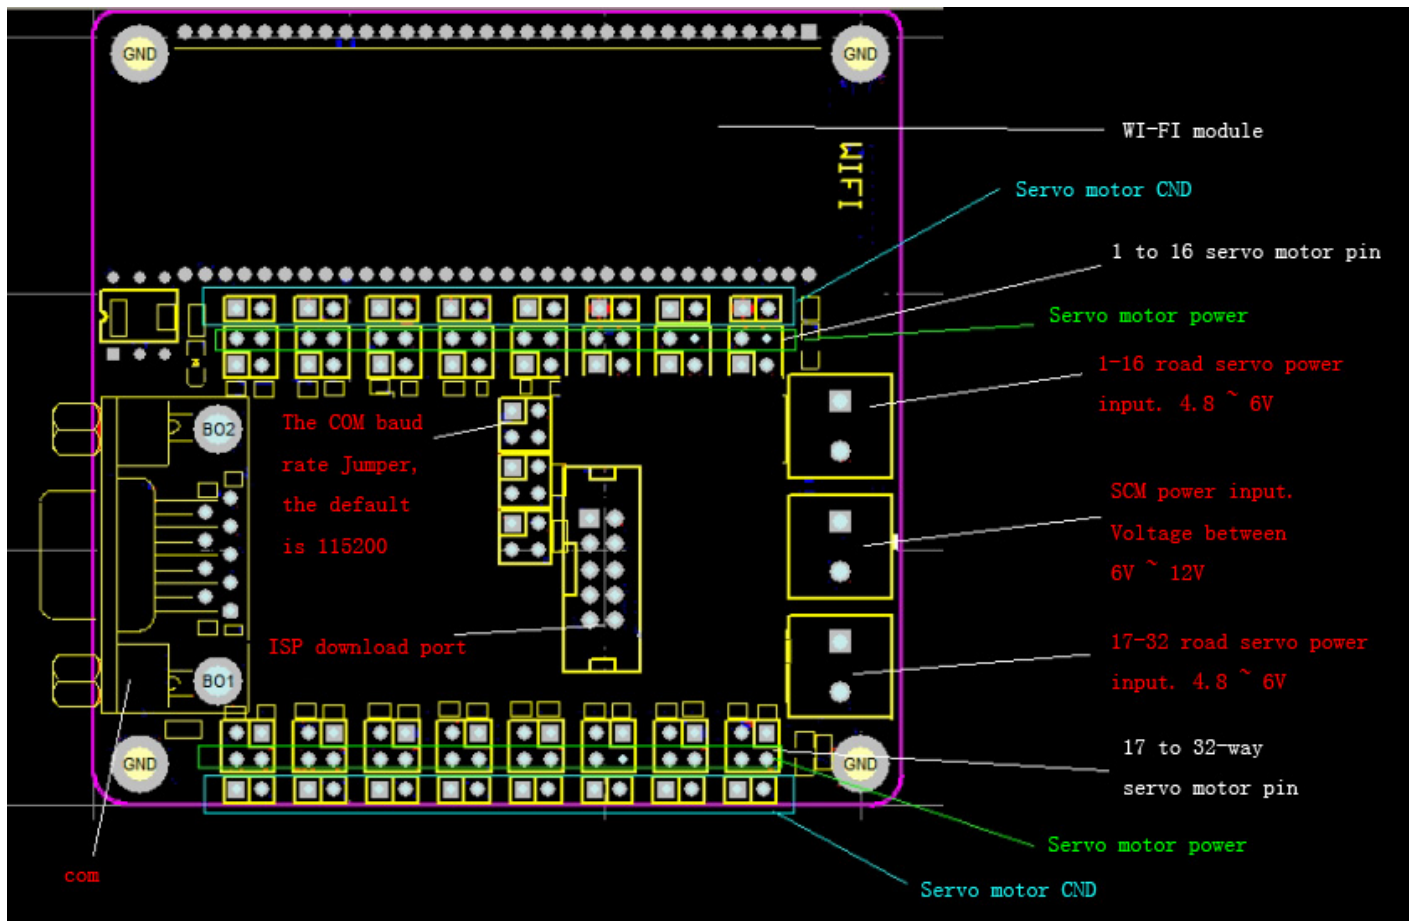 GND
GND
WI-FI module
WIFI
Servo motor CND
1 to 16 servo motor pin
Servo motor power
1-16 road servo power
input. 4.8 ~ 6V
The COM baud
rate Jumper,
the default
is 115200
BO2
SCM power input.
Voltage between
6V ~ 12V
ISP download port
17-32 road servo power
input. 4.8 ~ 6V
BO1
GND
GND
17 to 32-way
servo motor pin
Servo motor power
com
Servo motor CND